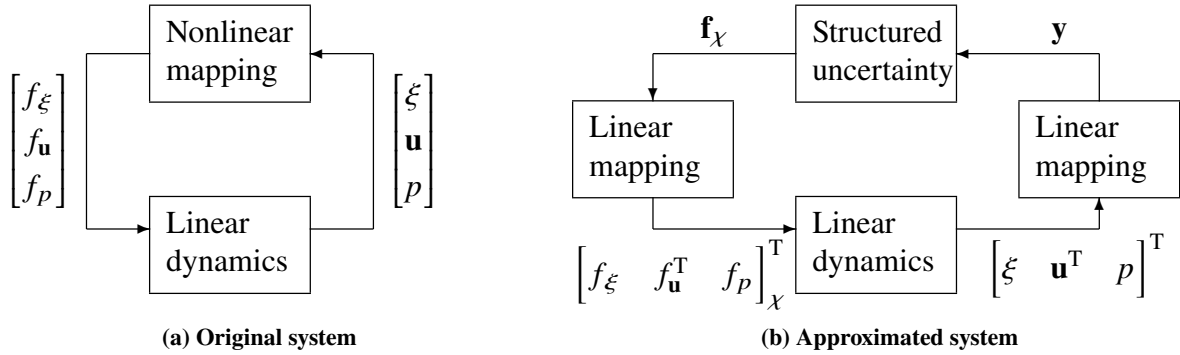 Nonlinear
mapping
[f_ξ
f_𝐮
f_p]
[ξ
𝐮
p]
Linear
dynamics
(a) Original system
𝐟_χ
Structured
uncertainty
𝐲
Linear
mapping
Linear
mapping
Linear
dynamics
[f_ξ f_𝐮^T f_p]_χ^T
[ξ 𝐮^T p]^T
(b) Approximated system